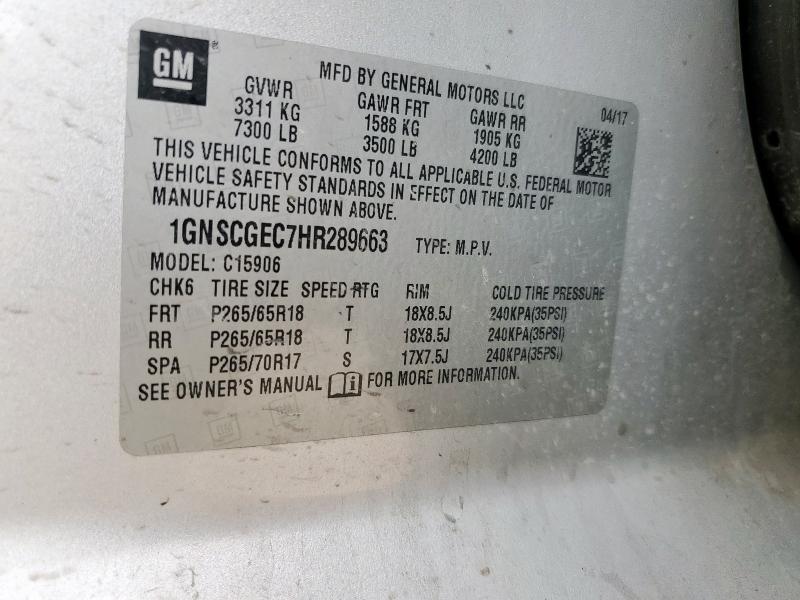 GM
MFD BY GENERAL MOTORS LLC
04/17
GVWR GAWR FRT GAWR RR
3311 KG 1588 KG 1905 KG
7300 LB 3500 LB 4200 LB
THIS VEHICLE CONFORMS TO ALL APPLICABLE U.S. FEDERAL MOTOR
VEHICLE SAFETY STANDARDS IN EFFECT ON THE DATE OF
MANUFACTURE SHOWN ABOVE.
1GNSCGEC7HR289663 TYPE: M.P.V.
MODEL: C15906
CHK6 TIRE SIZE SPEED RTG RIM COLD TIRE PRESSURE
FRT P265/65R18 T 18X8.5J 240KPA(35PSI)
RR P265/65R18 T 18X8.5J 240KPA(35PSI)
SPA P265/70R17 S 17X7.5J 240KPA(35PSI)
SEE OWNER'S MANUAL FOR MORE INFORMATION.